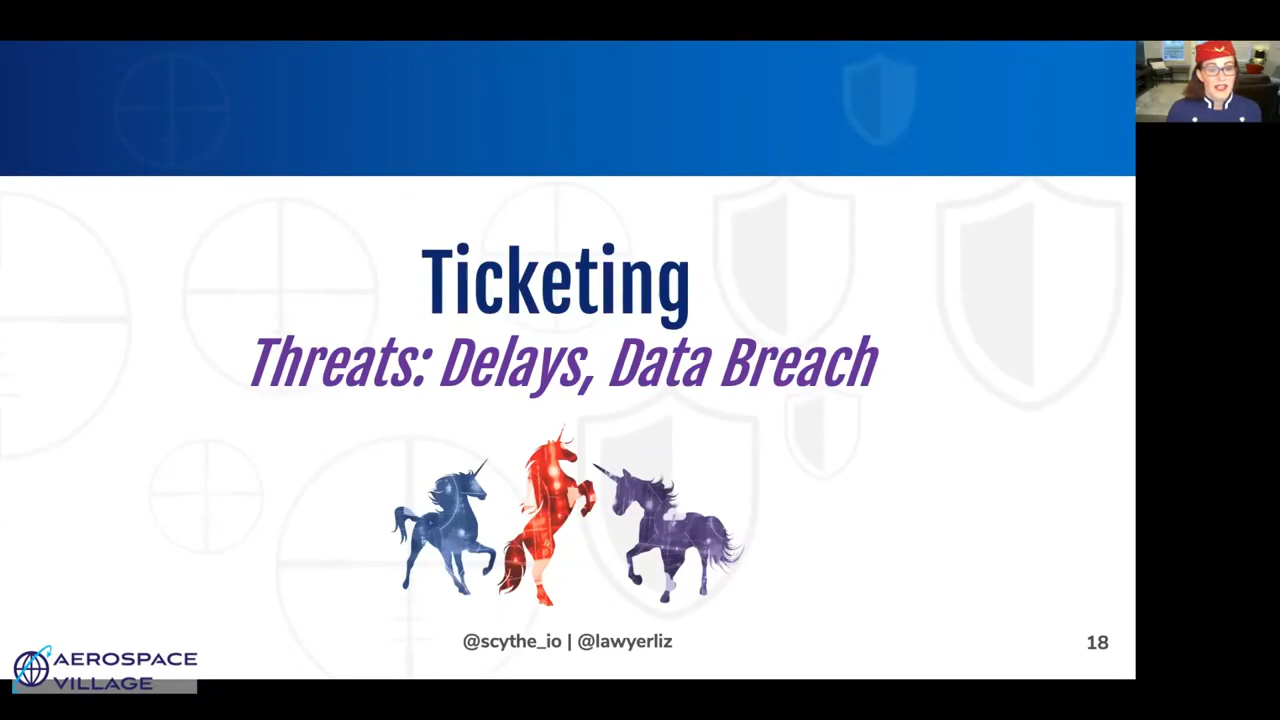 Ticketing
Threats: Delays, Data Breach
@scythe_io | @lawyerliz
18
AEROSPACE
VILLAGE